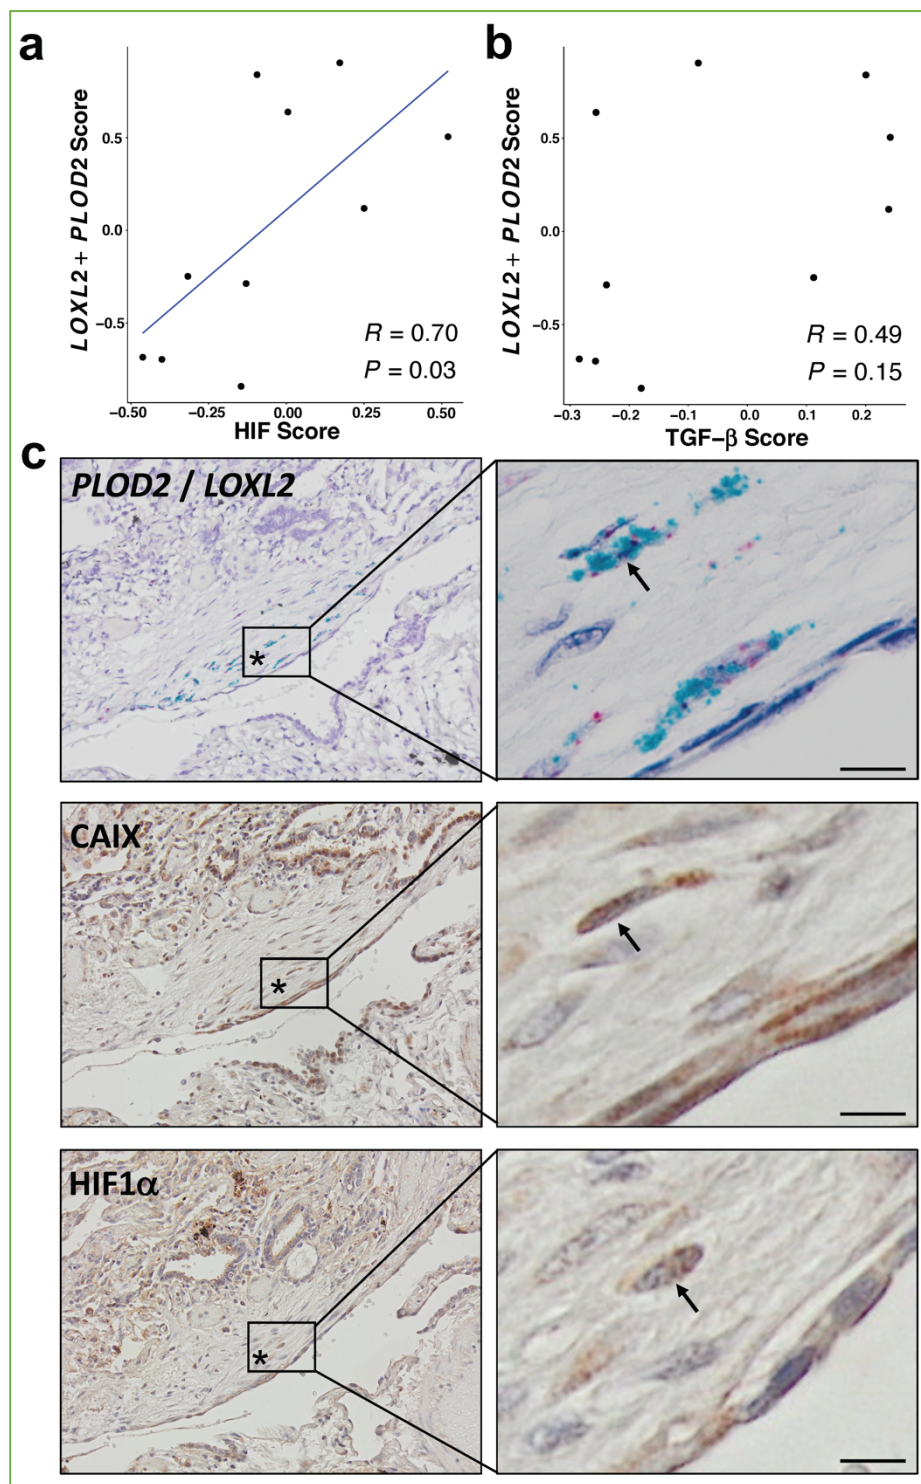 a
LOXL2 + PLOD2 Score
0.5
0.0
−0.5
R = 0.70
P = 0.03
−0.50
−0.25
0.00
0.25
0.50
HIF Score
b
LOXL2 + PLOD2 Score
0.5
0.0
−0.5
R = 0.49
P = 0.15
−0.3
−0.2
−0.1
0.0
0.1
0.2
TGF−β Score
c
PLOD2 / LOXL2
*
CAIX
*
HIF1α
*